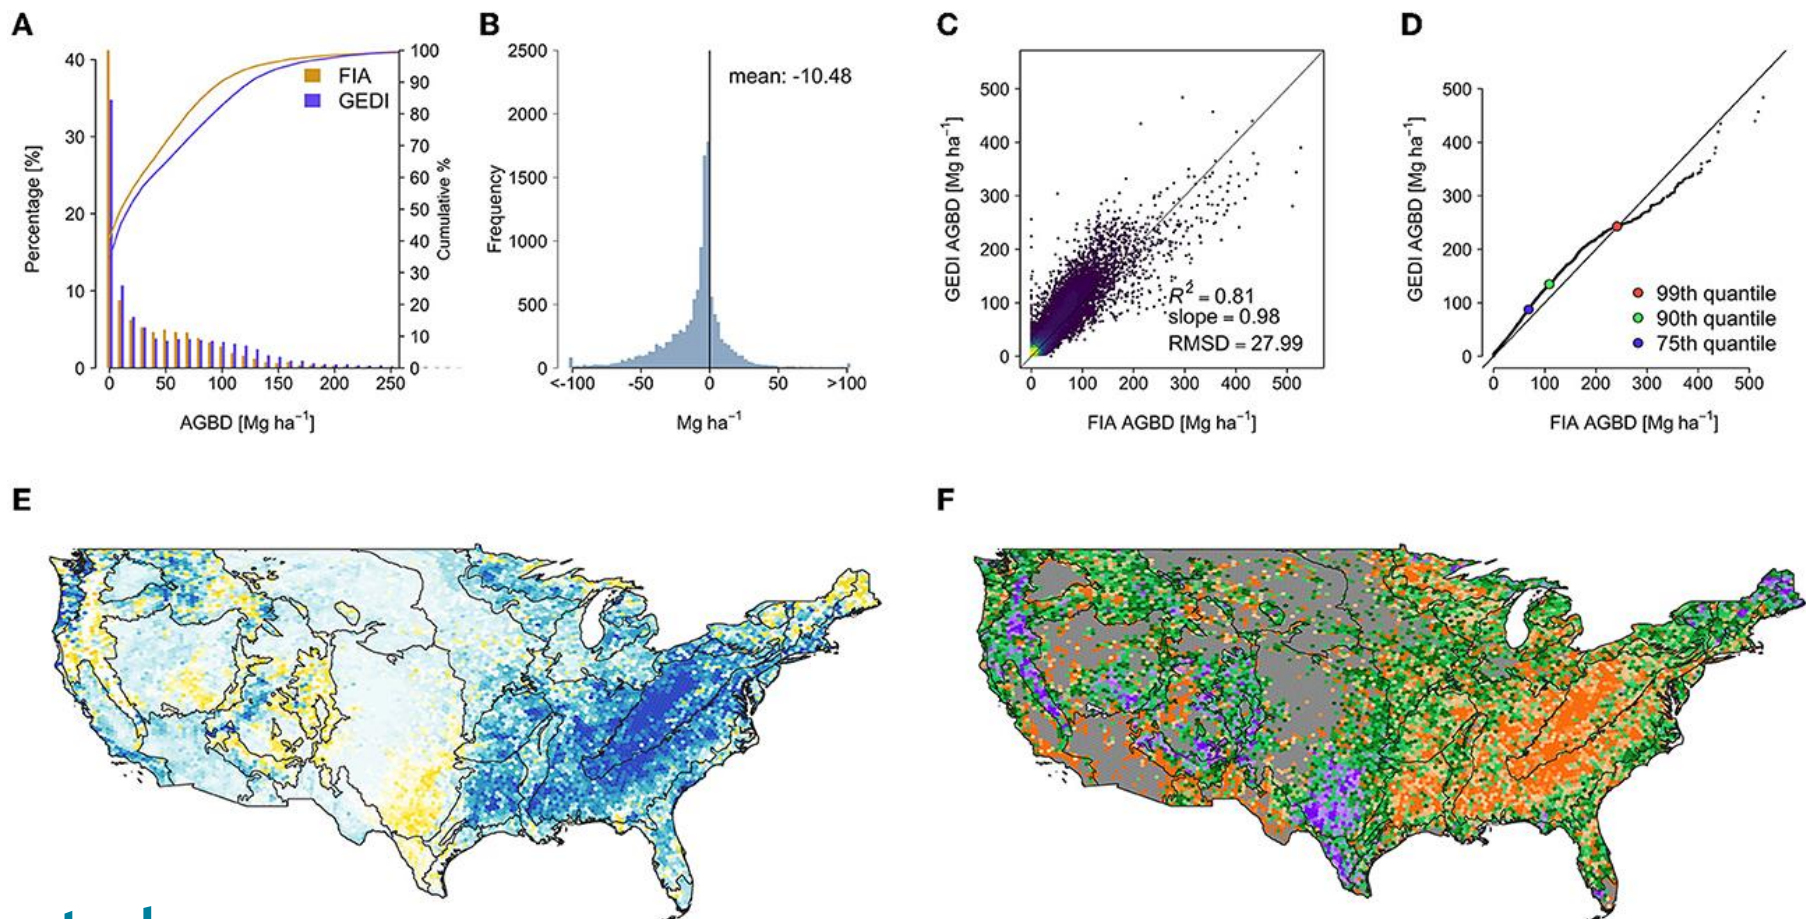 A
Percentage [%]
40
30
20
10
0
0 50 100 150 200 250
AGBD [Mg ha⁻¹]
FIA
GEDI
100
90
80
70
60
50
40
30
20
10
0
Cumulative %
B
Frequency
2500
2000
1500
1000
500
0
<-100 -50 0 50 >100
Mg ha⁻¹
mean: -10.48
C
GEDI AGBD [Mg ha⁻¹]
500
400
300
200
100
0
0 100 200 300 400 500
FIA AGBD [Mg ha⁻¹]
R² = 0.81
slope = 0.98
RMSD = 27.99
D
GEDI AGBD [Mg ha⁻¹]
500
400
300
200
100
0
0 100 200 300 400 500
FIA AGBD [Mg ha⁻¹]
99th quantile
90th quantile
75th quantile
E
F